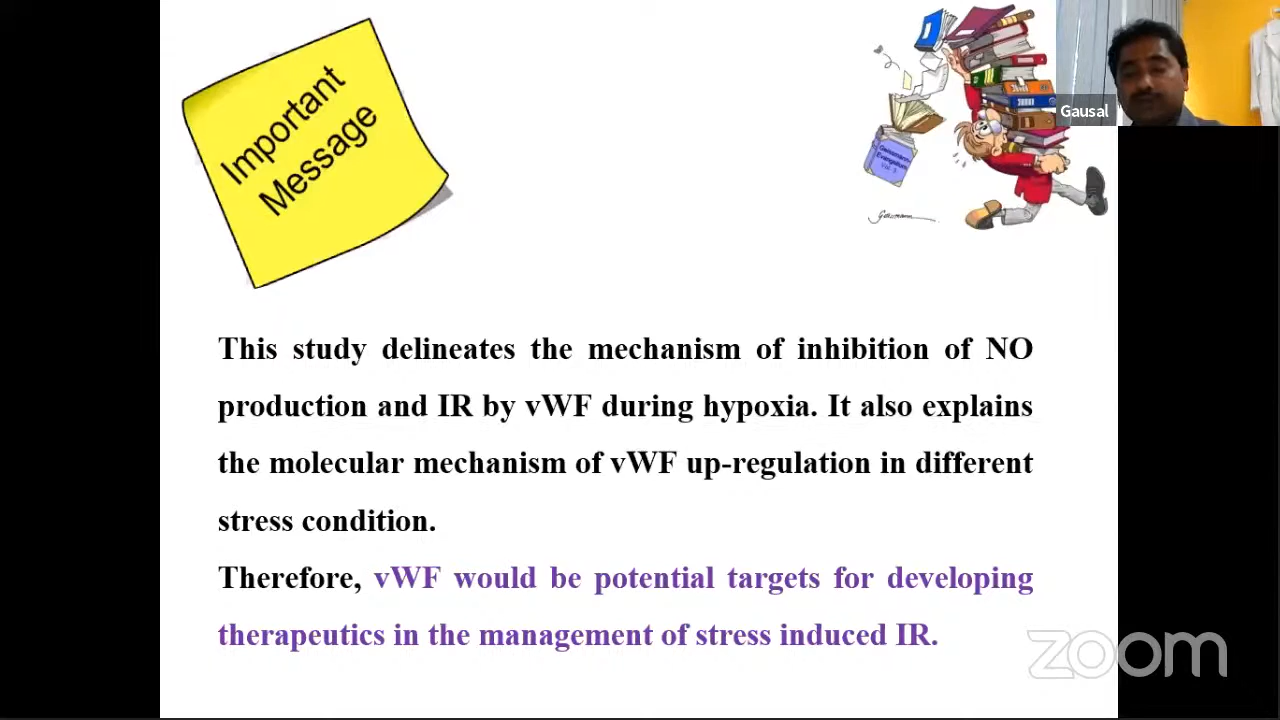 Important
Message
Gausal
This study delineates the mechanism of inhibition of NO
production and IR by vWF during hypoxia. It also explains
the molecular mechanism of vWF up-regulation in different
stress condition.
Therefore, vWF would be potential targets for developing
therapeutics in the management of stress induced IR.
zoom